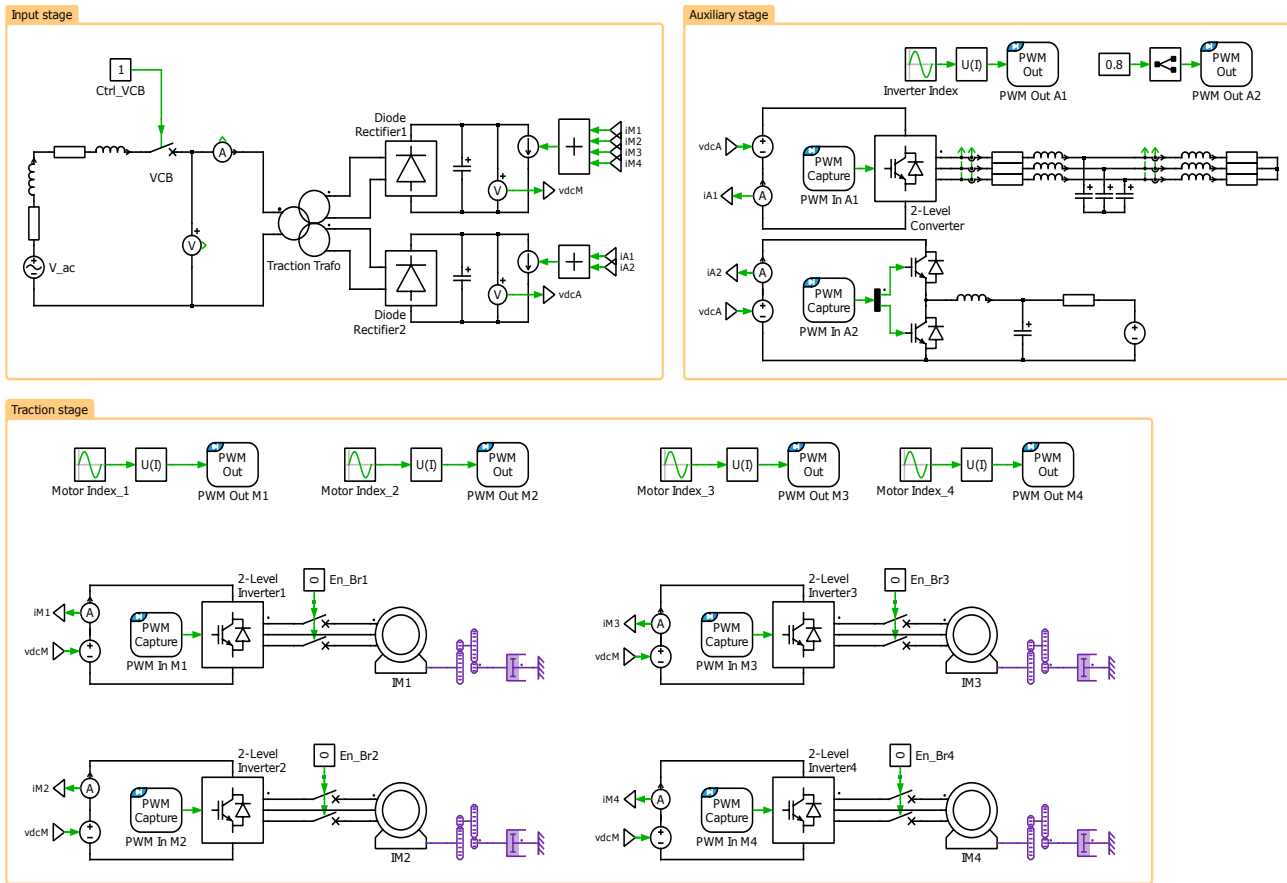 Input stage
1
Ctrl_VCB
VCB
A
V
V_ac
Traction Trafo
Diode
Rectifier1
V
vdcM
iM1
iM2
iM3
iM4
Diode
Rectifier2
V
vdcA
iA1
iA2
Auxiliary stage
Inverter Index
U(I)
PWM
Out
PWM Out A1
0.8
PWM
Out
PWM Out A2
vdcA
iA1
A
PWM
Capture
PWM In A1
2-Level
Converter
iA2
A
vdcA
PWM
Capture
PWM In A2
Traction stage
Motor Index_1
U(I)
PWM
Out
PWM Out M1
Motor Index_2
U(I)
PWM
Out
PWM Out M2
Motor Index_3
U(I)
PWM
Out
PWM Out M3
Motor Index_4
U(I)
PWM
Out
PWM Out M4
iM1
A
vdcM
PWM
Capture
PWM In M1
2-Level
Inverter1
0
En_Br1
IM1
iM3
A
vdcM
PWM
Capture
PWM In M3
2-Level
Inverter3
0
En_Br3
IM3
iM2
A
vdcM
PWM
Capture
PWM In M2
2-Level
Inverter2
0
En_Br2
IM2
iM4
A
vdcM
PWM
Capture
PWM In M4
2-Level
Inverter4
0
En_Br4
IM4